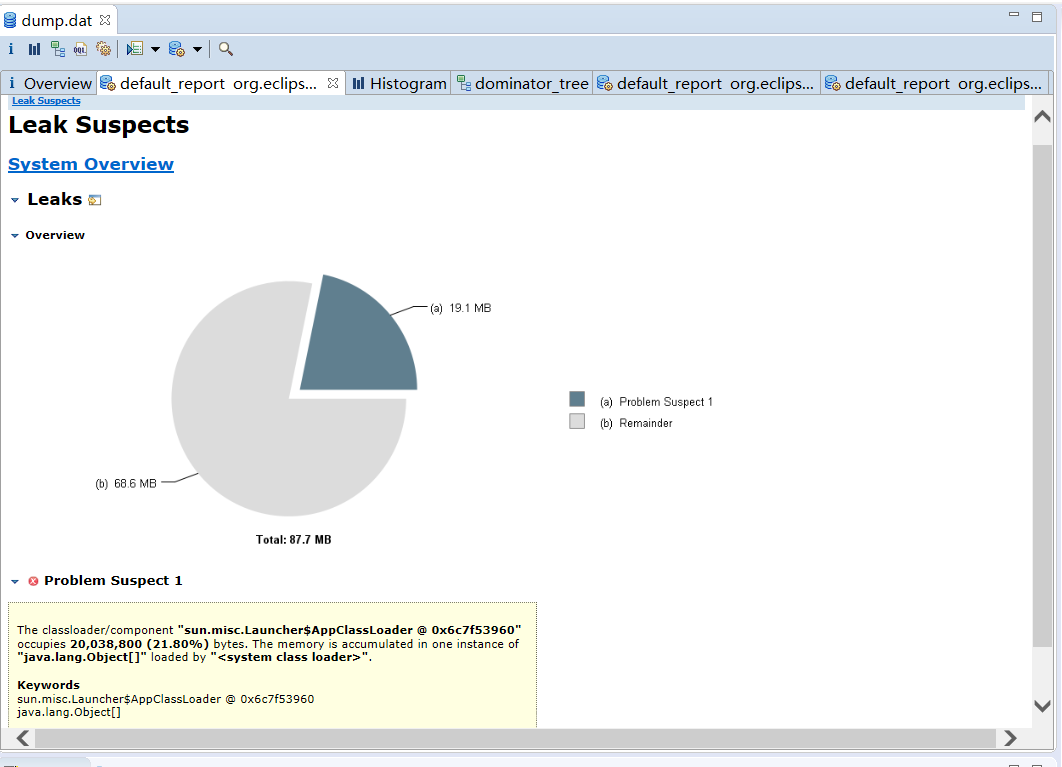 dump.dat
Overview default_report org.eclips... Histogram dominator_tree default_report org.eclips... default_report org.eclips...
Leak Suspects
Leak Suspects
System Overview
Leaks
Overview
(a) 19.1 MB
(a) Problem Suspect 1
(b) Remainder
(b) 68.6 MB
Total: 87.7 MB
Problem Suspect 1
The classloader/component "sun.misc.Launcher$AppClassLoader @ 0x6c7f53960"
occupies 20,038,800 (21.80%) bytes. The memory is accumulated in one instance of
"java.lang.Object[]" loaded by "<system class loader>".
Keywords
sun.misc.Launcher$AppClassLoader @ 0x6c7f53960
java.lang.Object[]